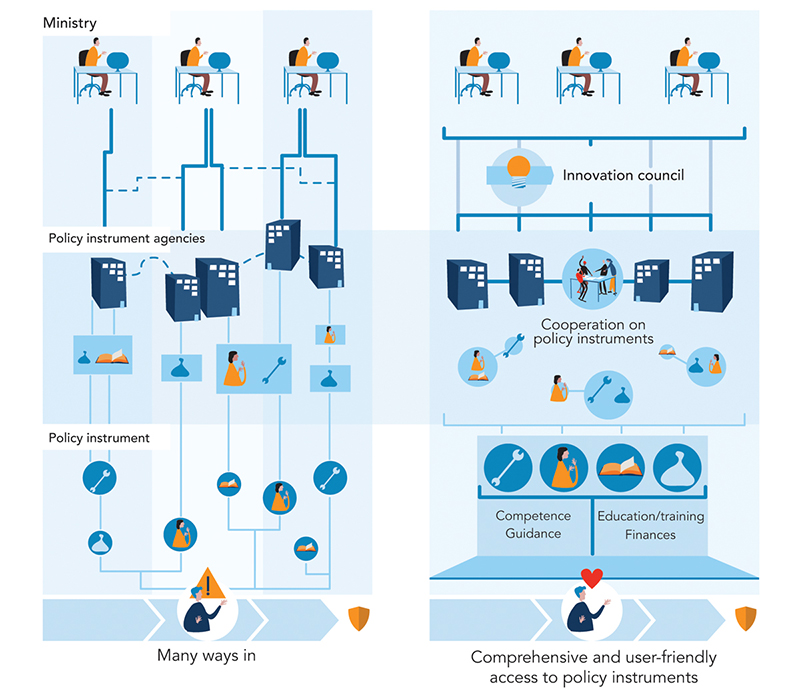 Ministry
Innovation council
Policy instrument agencies
Cooperation on
policy instruments
Policy instrument
Competence
Guidance
Education/training
Finances
Many ways in
Comprehensive and user-friendly
access to policy instruments